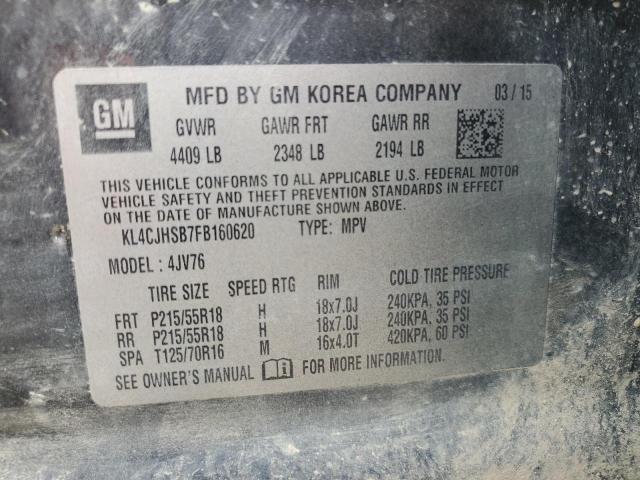 GM MFD BY GM KOREA COMPANY 03/15
GVWR GAWR FRT GAWR RR
4409 LB 2348 LB 2194 LB
THIS VEHICLE CONFORMS TO ALL APPLICABLE U.S. FEDERAL MOTOR
VEHICLE SAFETY AND THEFT PREVENTION STANDARDS IN EFFECT
ON THE DATE OF MANUFACTURE SHOWN ABOVE.
KL4CJHSB7FB160620 TYPE: MPV
MODEL: 4JV76
TIRE SIZE SPEED RTG RIM COLD TIRE PRESSURE
FRT P215/55R18 H 18x7.0J 240KPA, 35 PSI
RR P215/55R18 H 18x7.0J 240KPA, 35 PSI
SPA T125/70R16 M 16x4.0T 420KPA, 60 PSI
SEE OWNER'S MANUAL FOR MORE INFORMATION.